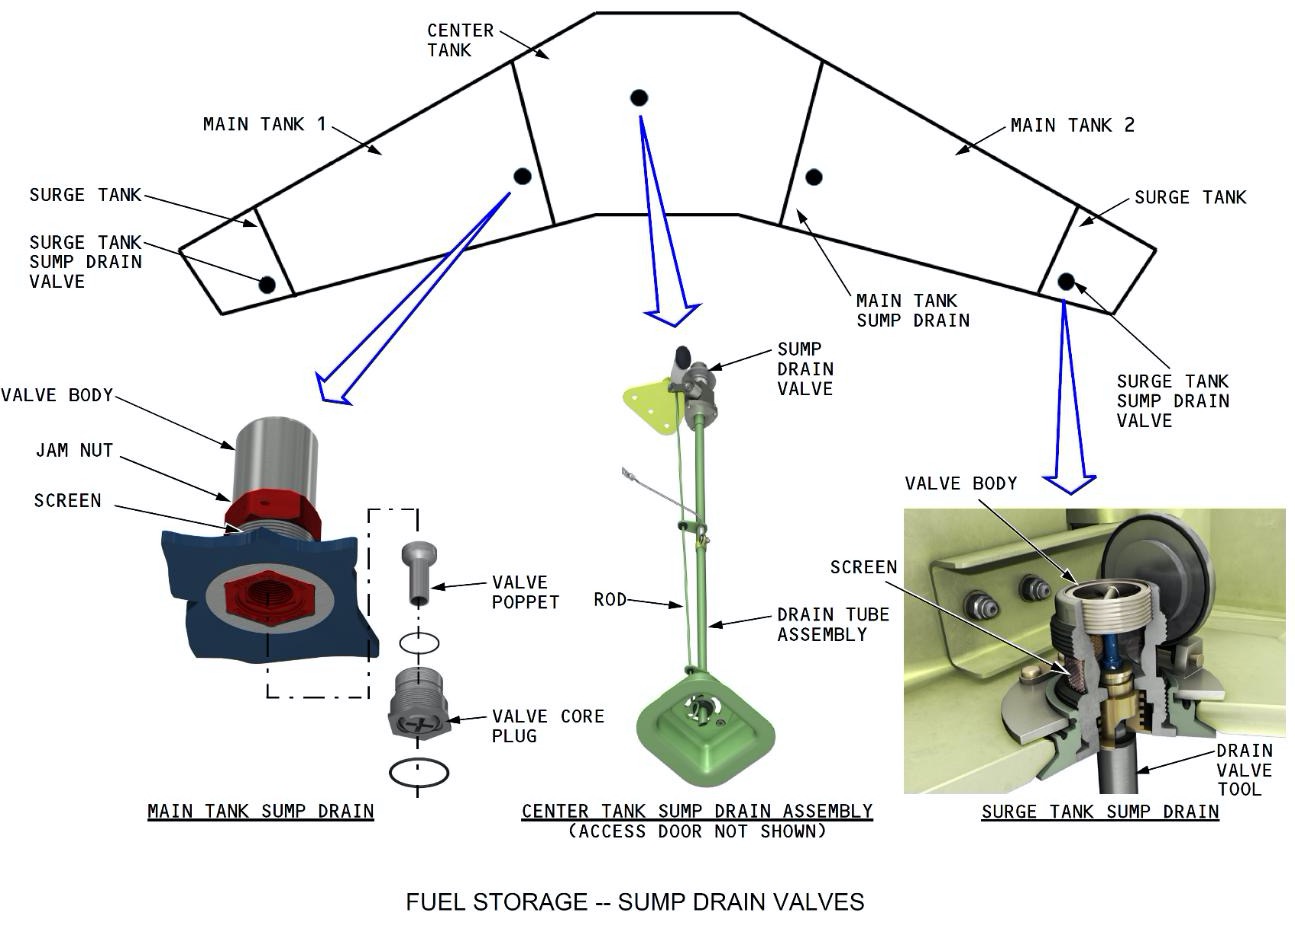 CENTER
TANK
MAIN TANK 1
MAIN TANK 2
SURGE TANK
SURGE TANK
SURGE TANK
SUMP DRAIN
VALVE
MAIN TANK
SUMP DRAIN
SUMP
DRAIN
VALVE
SURGE TANK
SUMP DRAIN
VALVE
VALVE BODY
JAM NUT
SCREEN
VALVE BODY
SCREEN
VALVE
POPPET
ROD
DRAIN TUBE
ASSEMBLY
VALVE CORE
PLUG
DRAIN
VALVE
TOOL
MAIN TANK SUMP DRAIN
CENTER TANK SUMP DRAIN ASSEMBLY
(ACCESS DOOR NOT SHOWN)
SURGE TANK SUMP DRAIN
FUEL STORAGE -- SUMP DRAIN VALVES